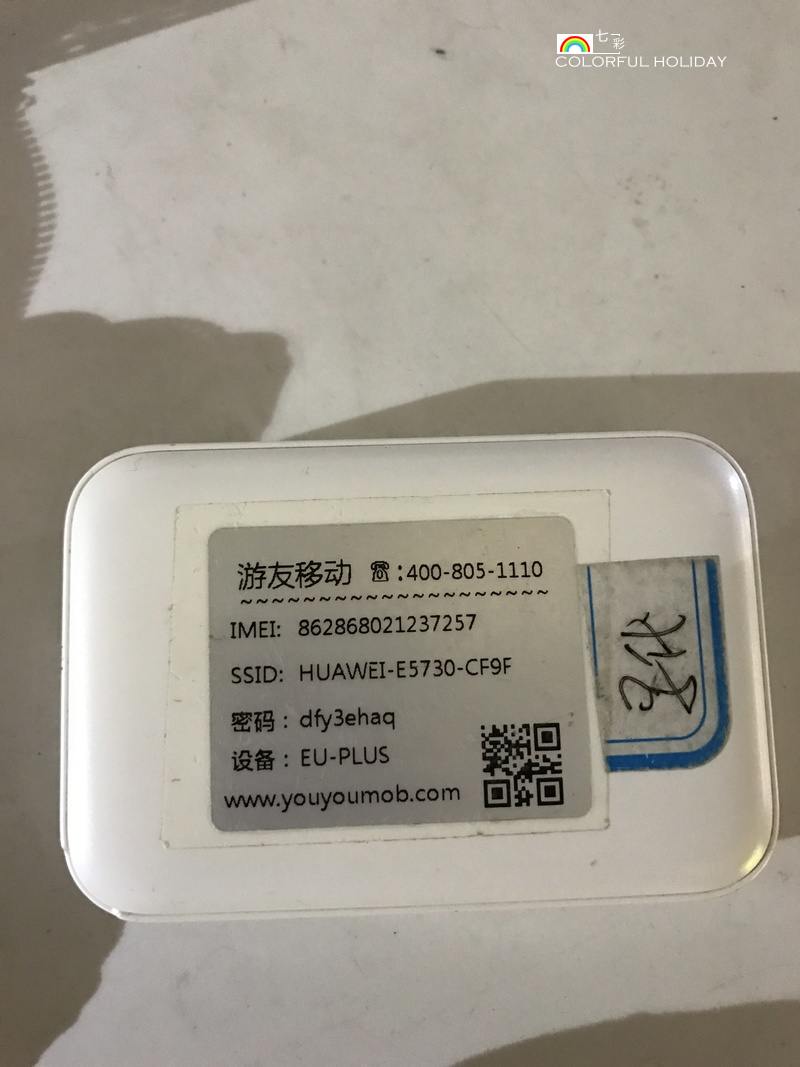 七彩
COLORFUL HOLIDAY
游友移动 ☎:400-805-1110
~~~~~~~~~~~~~~~~~~~~
IMEI: 862868021237257
SSID: HUAWEI-E5730-CF9F
密码：dfy3ehaq
设备：EU-PLUS
www.youyoumob.com